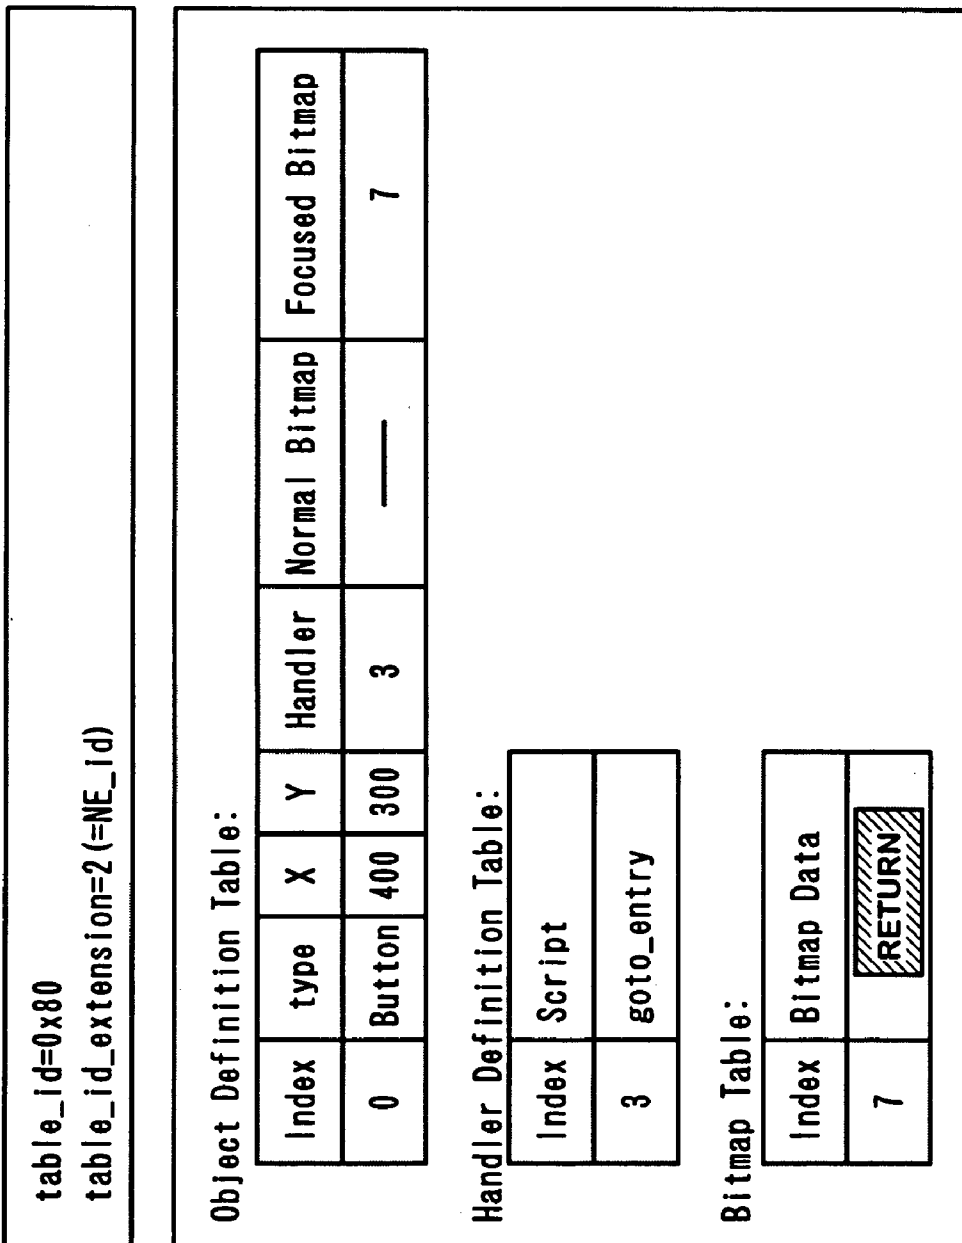 table_id=0x80
table_id_extension=2(=NE_id)
Object Definition Table:
Index type X Y Handler Normal Bitmap Focused Bitmap
0 Button 400 300 3 — 7
Handler Definition Table:
Index Script
3 goto_entry
Bitmap Table:
Index Bitmap Data
7 RETURN